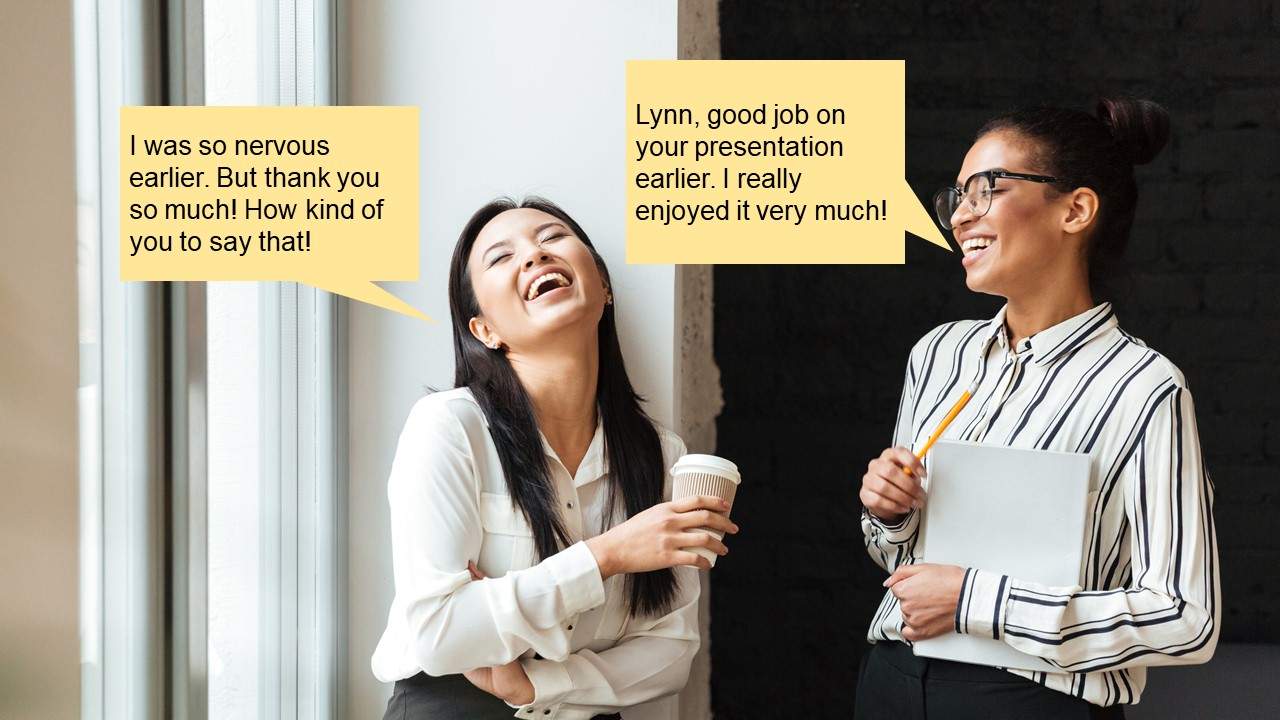 I was so nervous
earlier. But thank you
so much! How kind of
you to say that!
Lynn, good job on
your presentation
earlier. I really
enjoyed it very much!